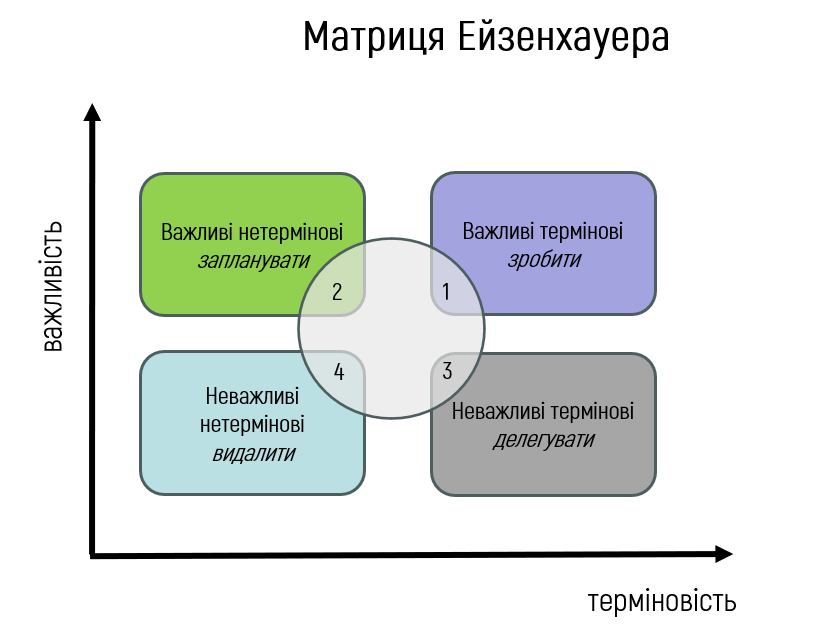 Матриця Ейзенхауера
важливість
Важливі нетермінові
запланувати
2
Важливі термінові
зробити
1
Неважливі
нетермінові
видалити
4
Неважливі термінові
делегувати
3
терміновість